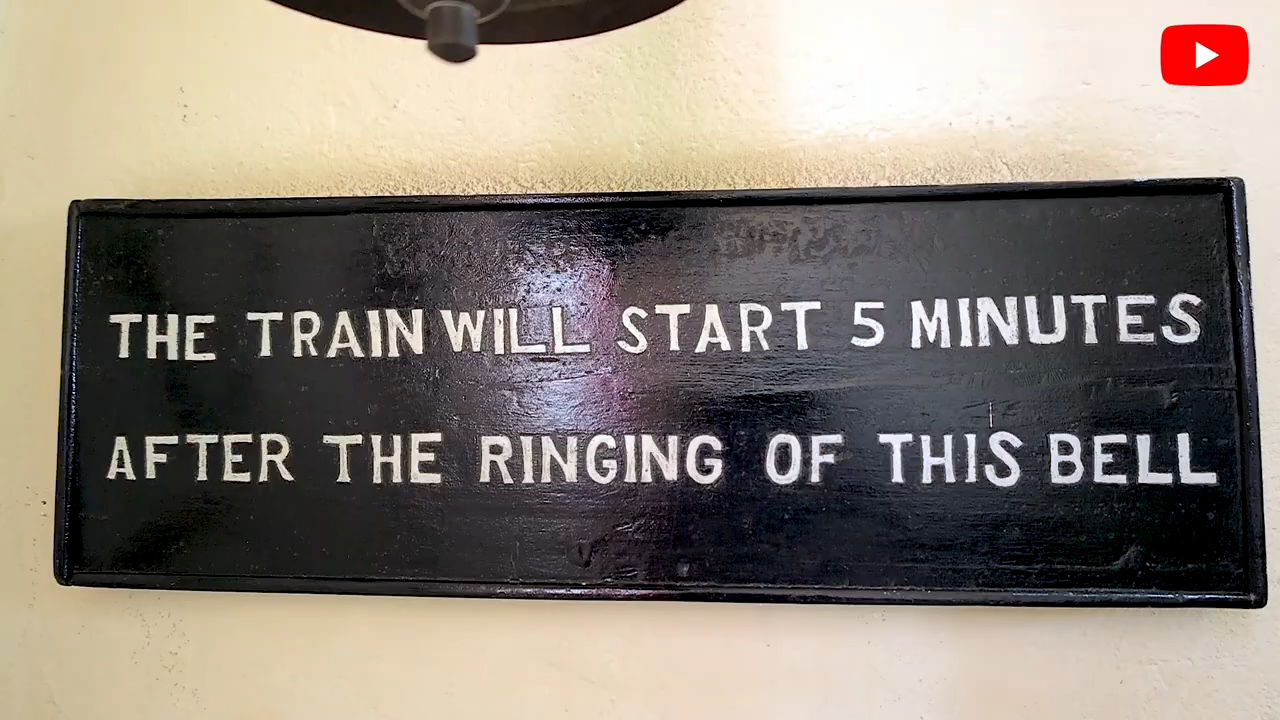 THE TRAIN WILL START 5 MINUTES
AFTER THE RINGING OF THIS BELL